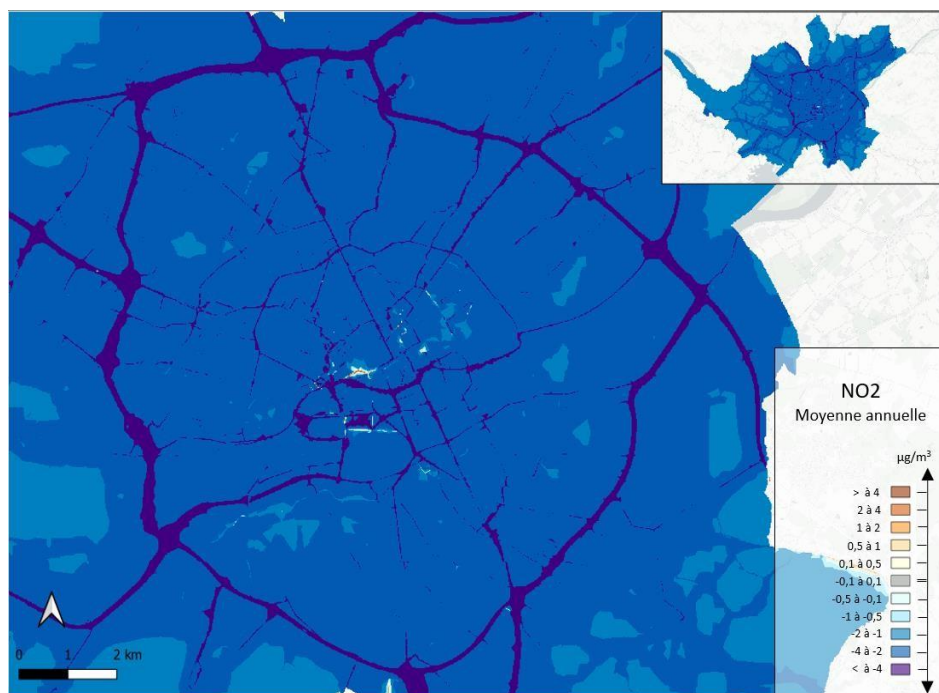 NO2
Moyenne annuelle
µg/m³
> à 4
2 à 4
1 à 2
0,5 à 1
0,1 à 0,5
-0,1 à 0,1
-0,5 à -0,1
-1 à -0,5
-2 à -1
-4 à -2
< à -4
0 1 2 km